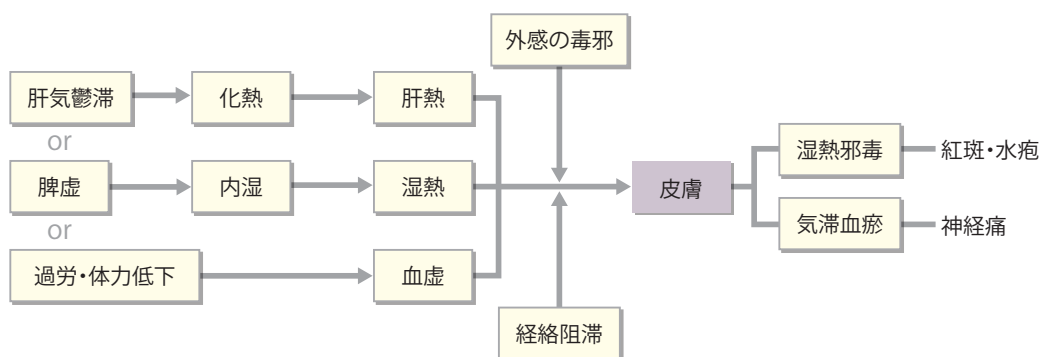 外感の毒邪
肝気鬱滞
化熱
肝熱
or
脾虚
内湿
湿熱
皮膚
湿熱邪毒
紅斑・水疱
気滞血瘀
神経痛
or
過労・体力低下
血虚
経絡阻滞